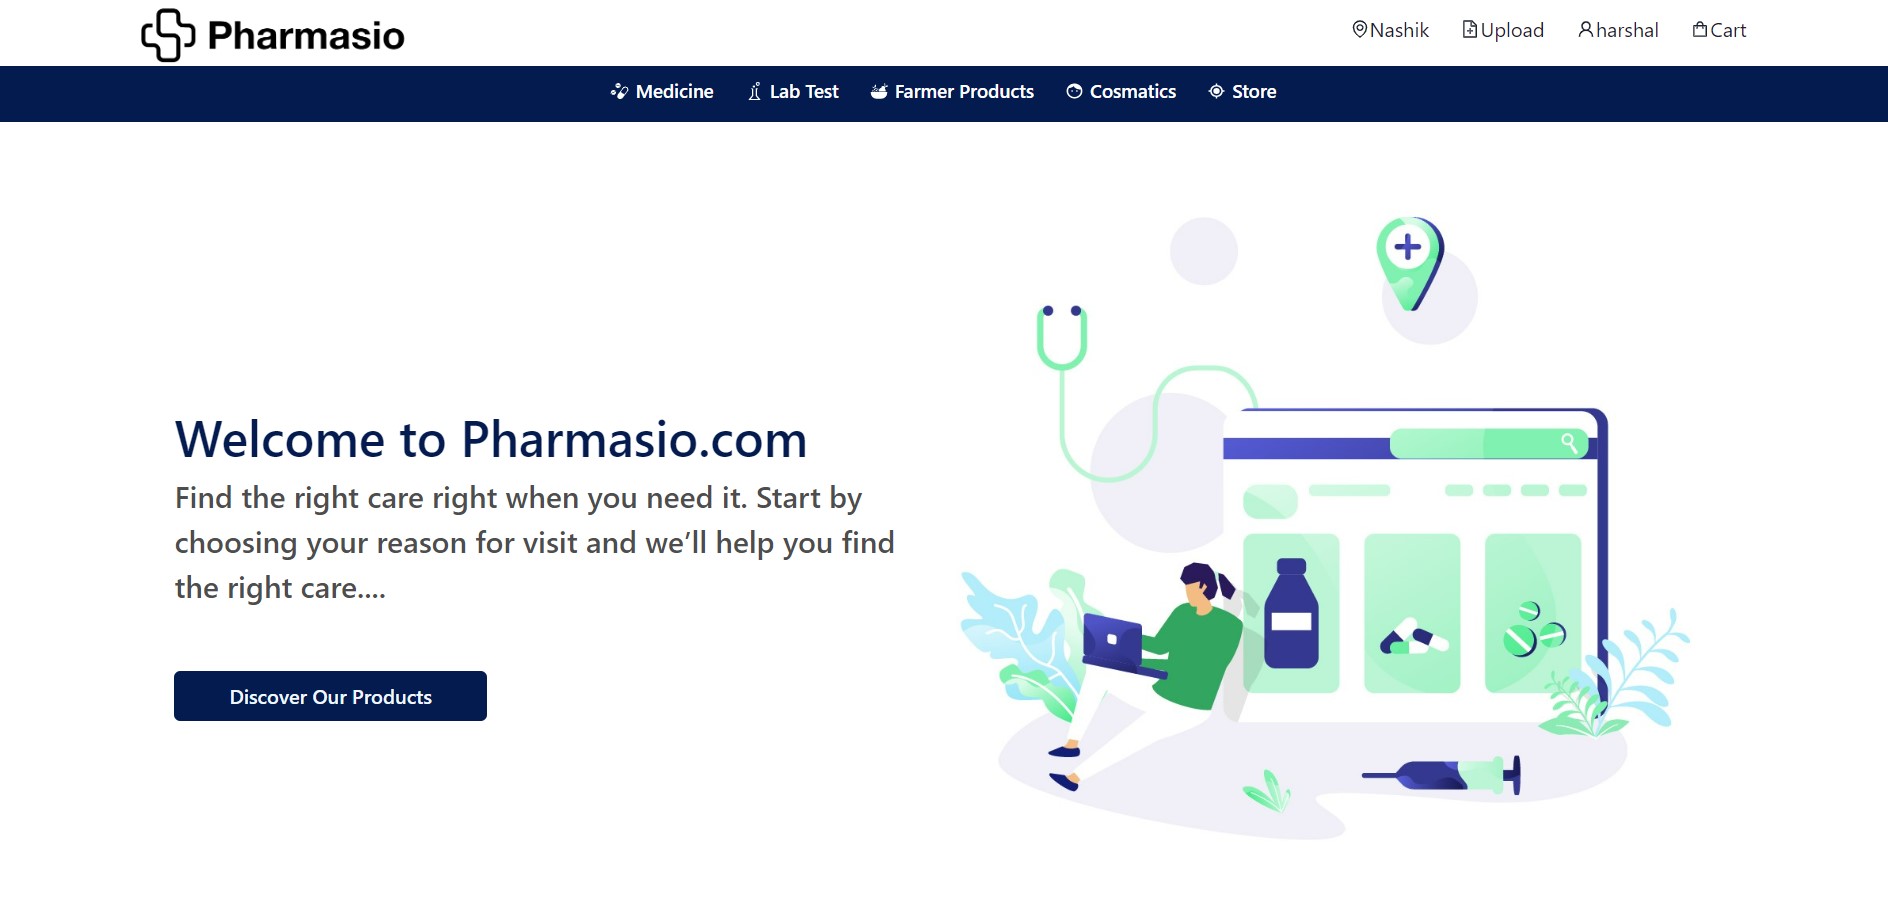 Pharmasio
Nashik Upload harshal Cart
Medicine Lab Test Farmer Products Cosmatics Store
Welcome to Pharmasio.com
Find the right care right when you need it. Start by
choosing your reason for visit and we’ll help you find
the right care....
Discover Our Products